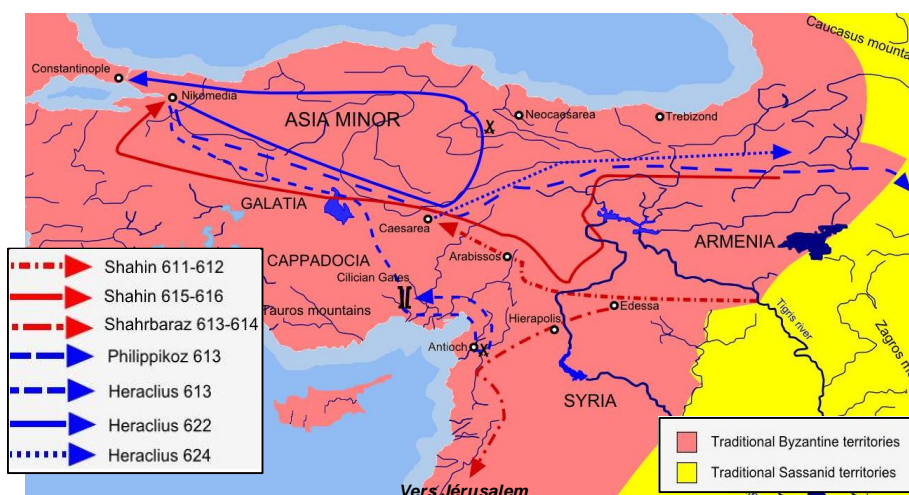 Caucasus mounta
Constantinople
Nikomedia
ASIA MINOR
Neocaesarea
Trebizond
GALATIA
Caesarea
ARMENIA
CAPPADOCIA
Arabissos
Cilician Gates
Tauros mountains
Hierapolis
Edessa
Tigris river
Zagros m
Antioch
SYRIA
Vers Jérusalem
Shahin 611-612
Shahin 615-616
Shahrbaraz 613-614
Philippikoz 613
Heraclius 613
Heraclius 622
Heraclius 624
Traditional Byzantine territories
Traditional Sassanid territories